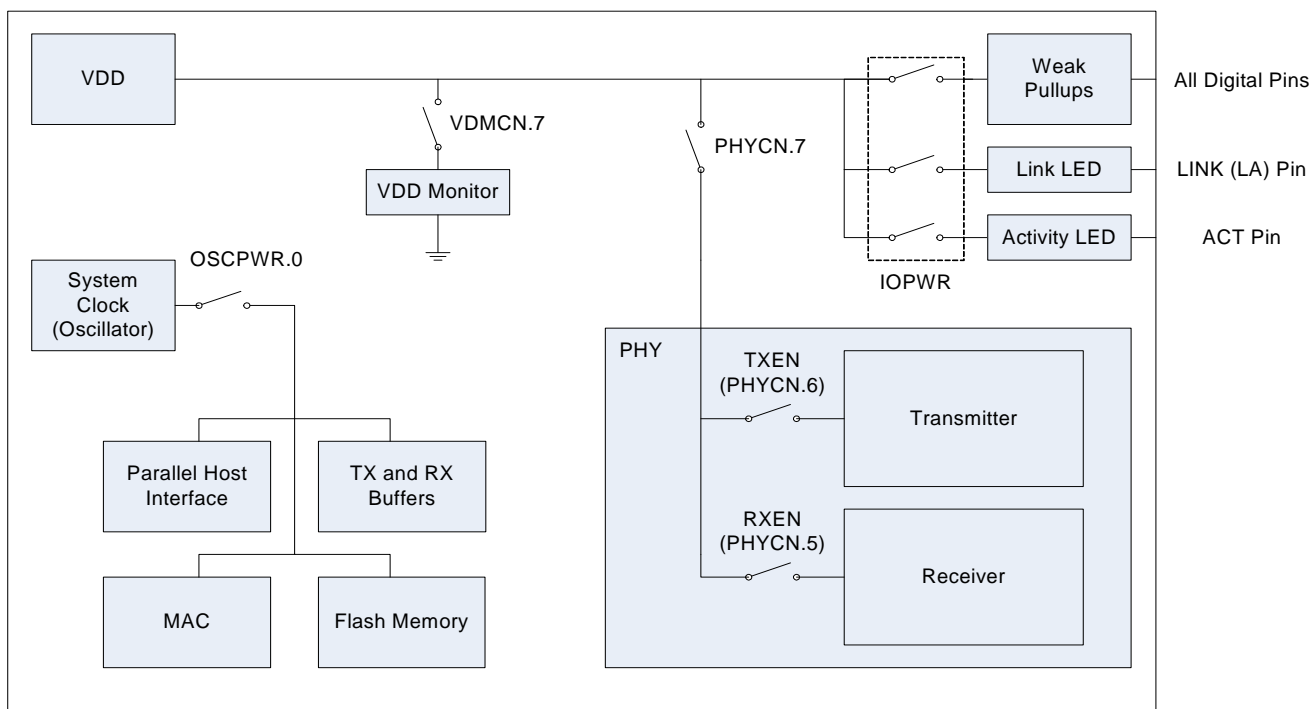 VDD
VDMCN.7
VDD Monitor
PHYCN.7
IOPWR
Weak
Pullups
All Digital Pins
Link LED
LINK (LA) Pin
Activity LED
ACT Pin
System
Clock
(Oscillator)
OSCPWR.0
Parallel Host
Interface
TX and RX
Buffers
MAC
Flash Memory
PHY
TXEN
(PHYCN.6)
Transmitter
RXEN
(PHYCN.5)
Receiver